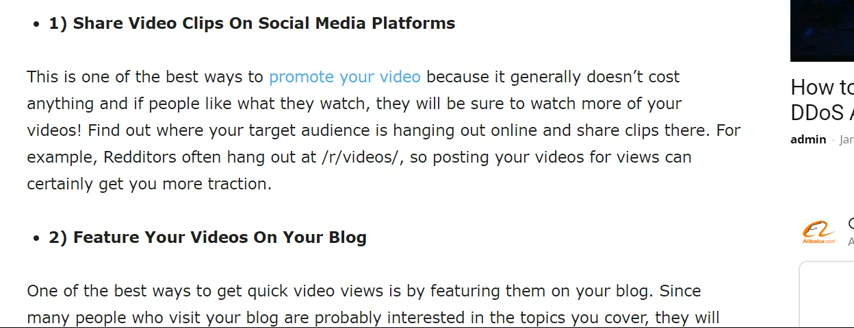 1) Share Video Clips On Social Media Platforms
This is one of the best ways to promote your video because it generally doesn’t cost
anything and if people like what they watch, they will be sure to watch more of your
videos! Find out where your target audience is hanging out online and share clips there. For
example, Redditors often hang out at /r/videos/, so posting your videos for views can
certainly get you more traction.
2) Feature Your Videos On Your Blog
One of the best ways to get quick video views is by featuring them on your blog. Since
many people who visit your blog are probably interested in the topics you cover, they will
How to
DDoS A
admin - Jan
Alibaba.com